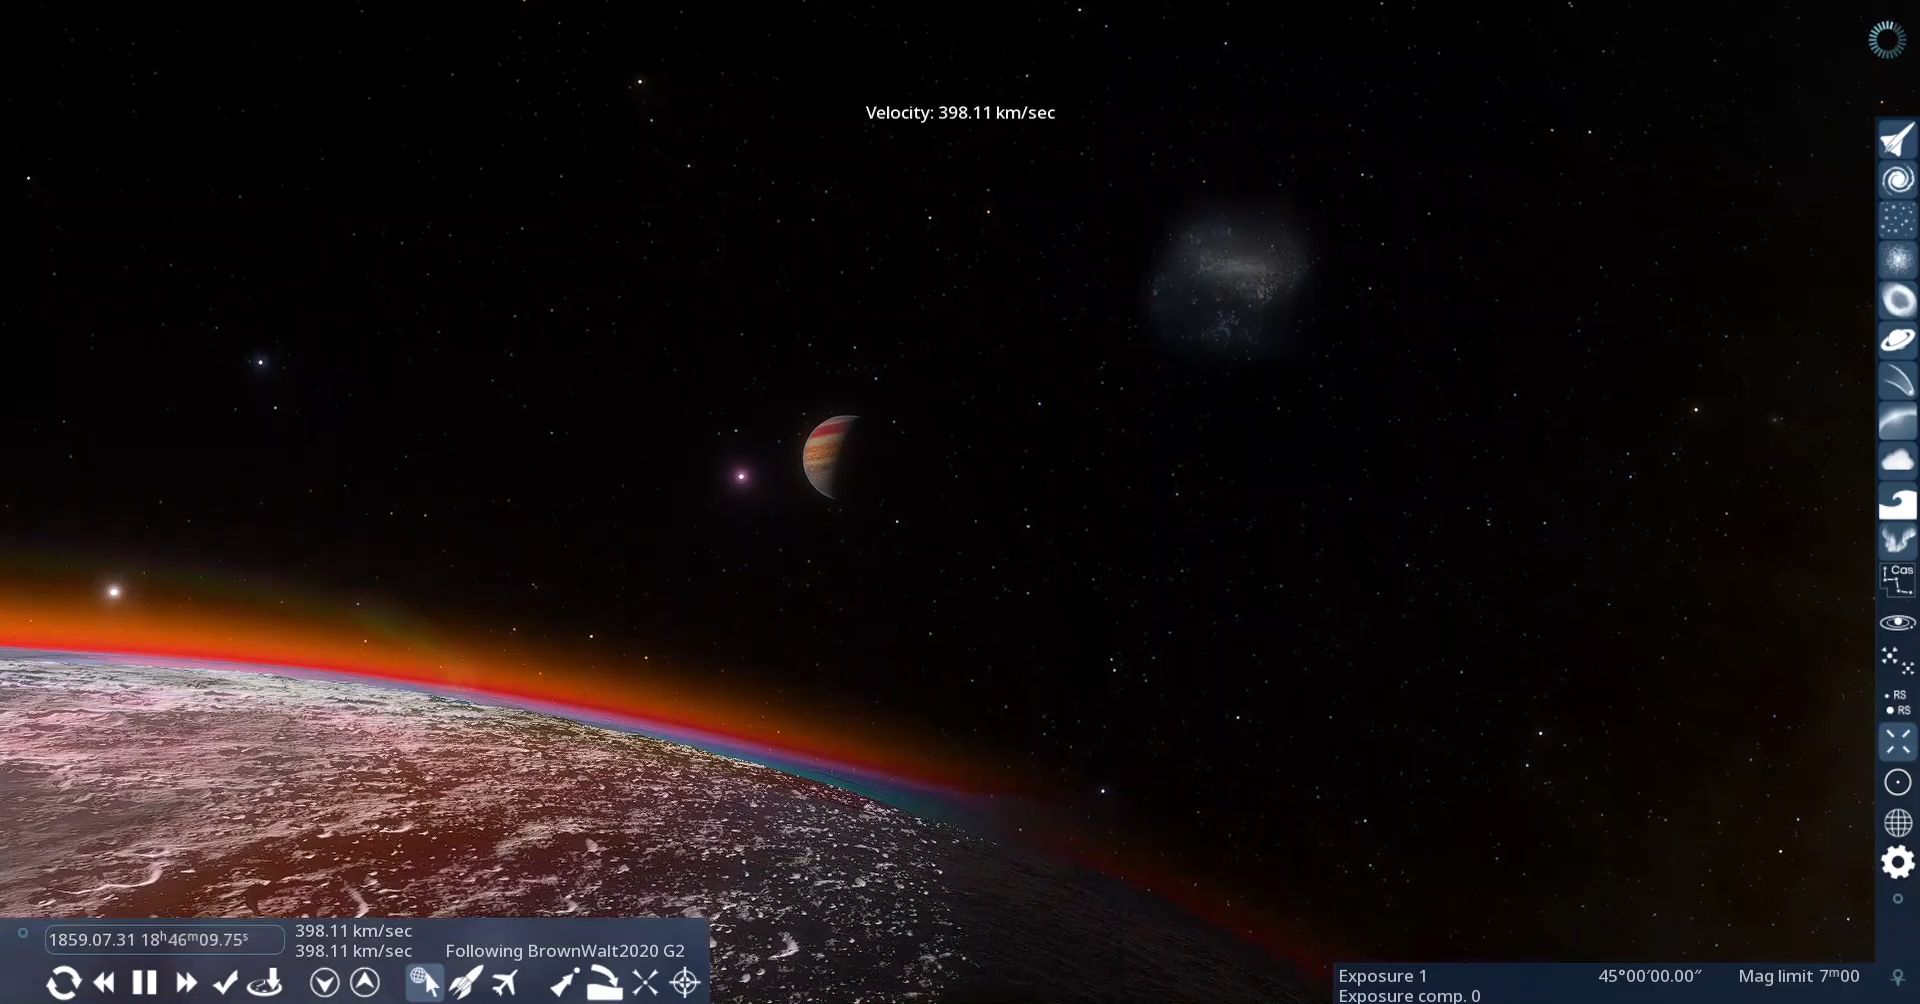 Velocity: 398.11 km/sec
Cas
RS
RS
1859.07.31 18ʰ46ᵐ09.75ˢ
398.11 km/sec
398.11 km/sec
Following BrownWalt2020 G2
Exposure 1
45°00′00.00″
Mag limit 7ᵐ00
Exposure comp. 0